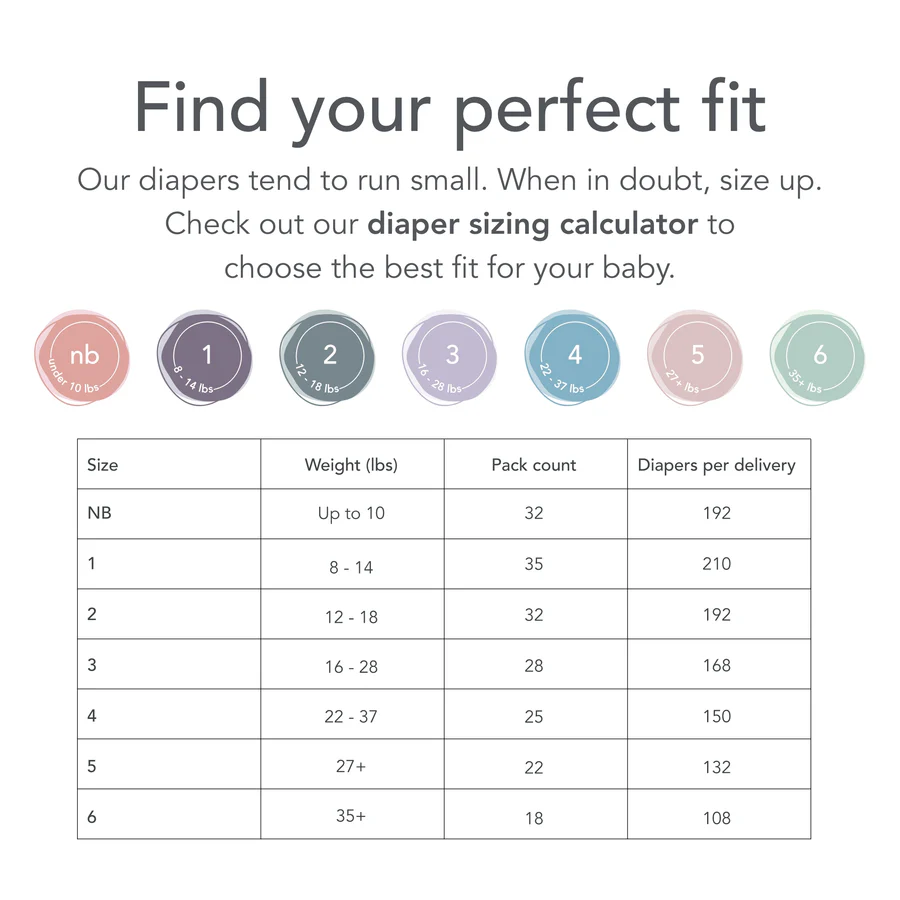 Find your perfect fit
Our diapers tend to run small. When in doubt, size up.
Check out our diaper sizing calculator to
choose the best fit for your baby.
nb
under 10 lbs
1
8 - 14 lbs
2
12 - 18 lbs
3
16 - 28 lbs
4
22 - 37 lbs
5
27+ lbs
6
35+ lbs
Size Weight (lbs) Pack count Diapers per delivery
NB Up to 10 32 192
1 8 - 14 35 210
2 12 - 18 32 192
3 16 - 28 28 168
4 22 - 37 25 150
5 27+ 22 132
6 35+ 18 108